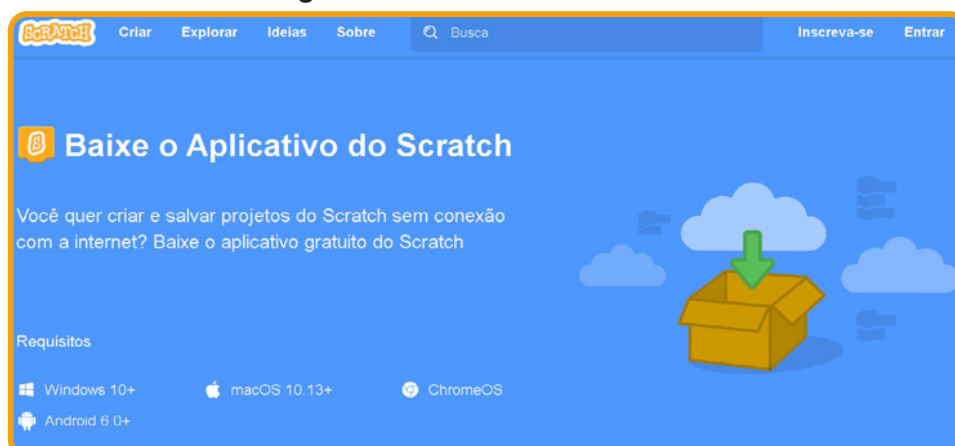 SCRATCH Criar Explorar Ideias Sobre Busca Inscreva-se Entrar
Baixe o Aplicativo do Scratch
Você quer criar e salvar projetos do Scratch sem conexão
com a internet? Baixe o aplicativo gratuito do Scratch
Requisitos
Windows 10+ macOS 10.13+ ChromeOS
Android 6.0+